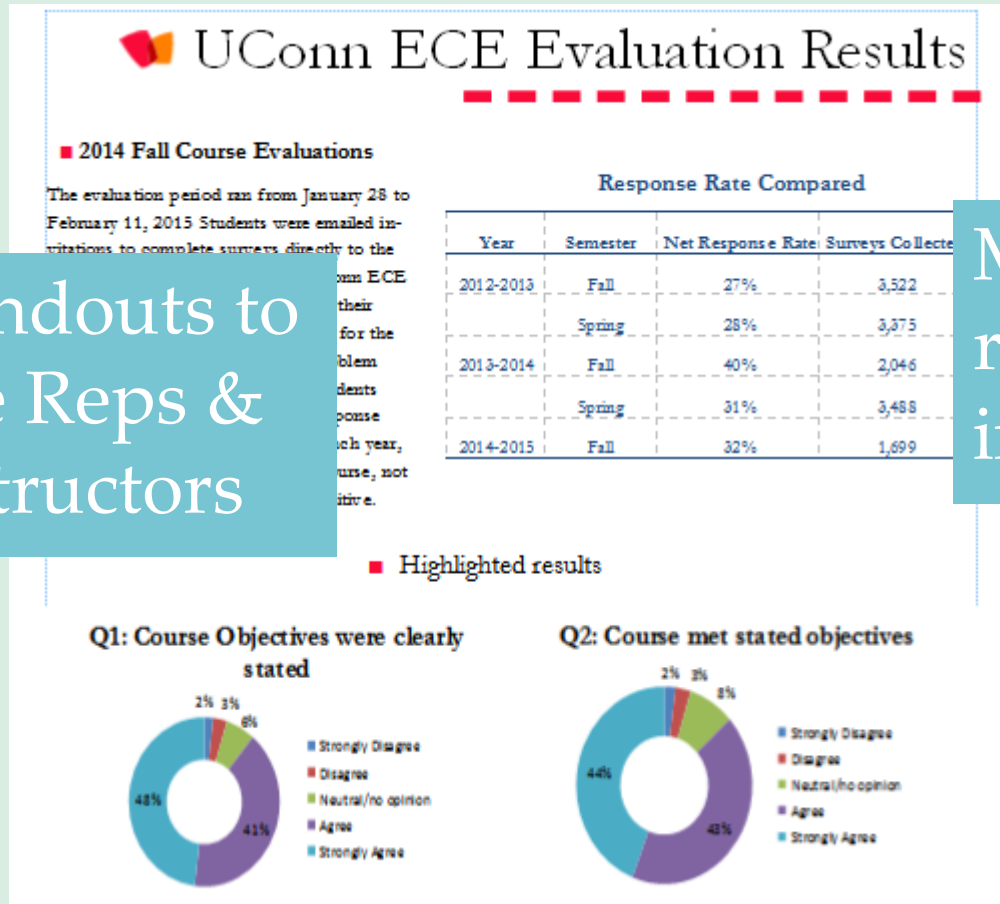 UConn ECE Evaluation Results
2014 Fall Course Evaluations
The evaluation period ran from January 28 to
February 11, 2015 Students were emailed in-
vitations to complete surveys directly to the
onn ECE
their
for the
blem
dents
ponse
ch year,
urse, not
itive.
ndouts to
e Reps &
tructors
Response Rate Compared
Year Semester Net Response Rate Surveys Collecte
2012-2013 Fall 27% 3,522
Spring 28% 3,375
2013-2014 Fall 40% 2,046
Spring 31% 3,488
2014-2015 Fall 32% 1,699
Highlighted results
Q1: Course Objectives were clearly
stated
2% 3%
6%
48%
41%
Strongly Disagree
Disagree
Neutral/no opinion
Agree
Strongly Agree
Q2: Course met stated objectives
2% 3%
8%
44%
43%
Strongly Disagree
Disagree
Neutral/no opinion
Agree
Strongly Agree